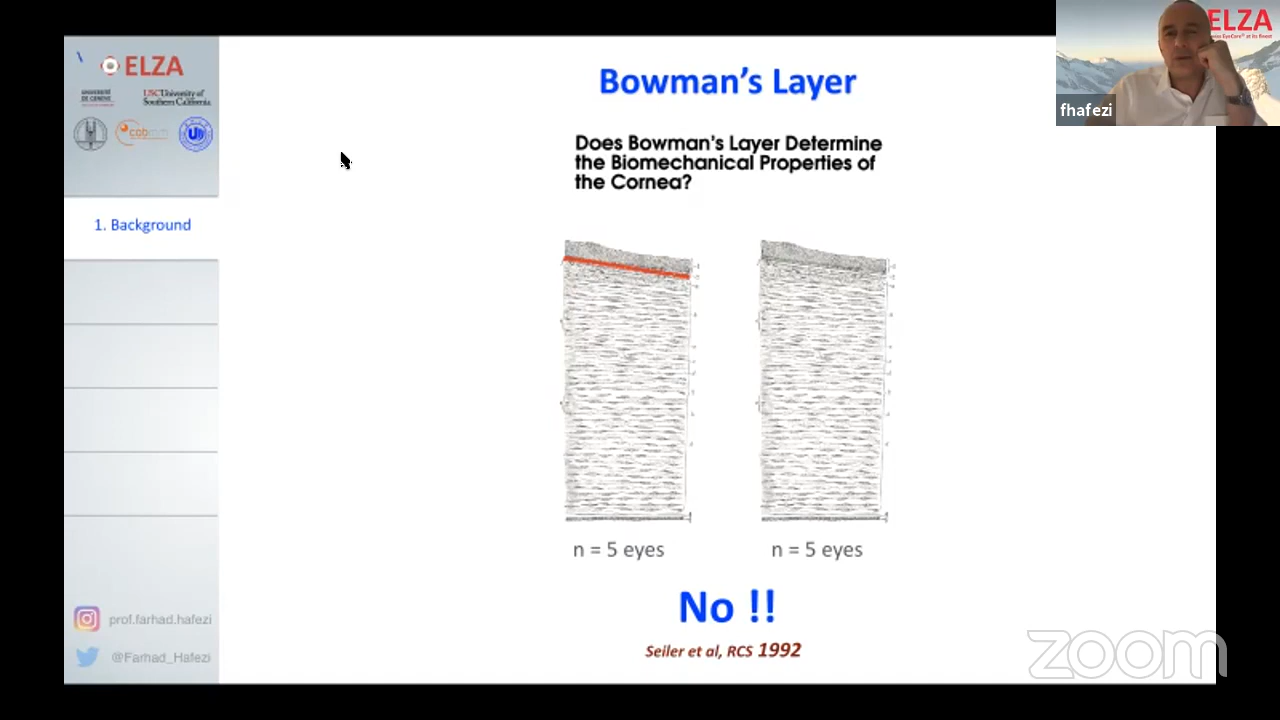 ELZA
UNIVERSITÉ
DE GENÈVE
USC University of
Southern California
1. Background
prof.farhad.hafezi
@Farhad_Hafezi
Bowman's Layer
Does Bowman's Layer Determine
the Biomechanical Properties of
the Cornea?
n = 5 eyes
n = 5 eyes
No !!
Seiler et al, RCS 1992
ELZA
fhafezi
zoom